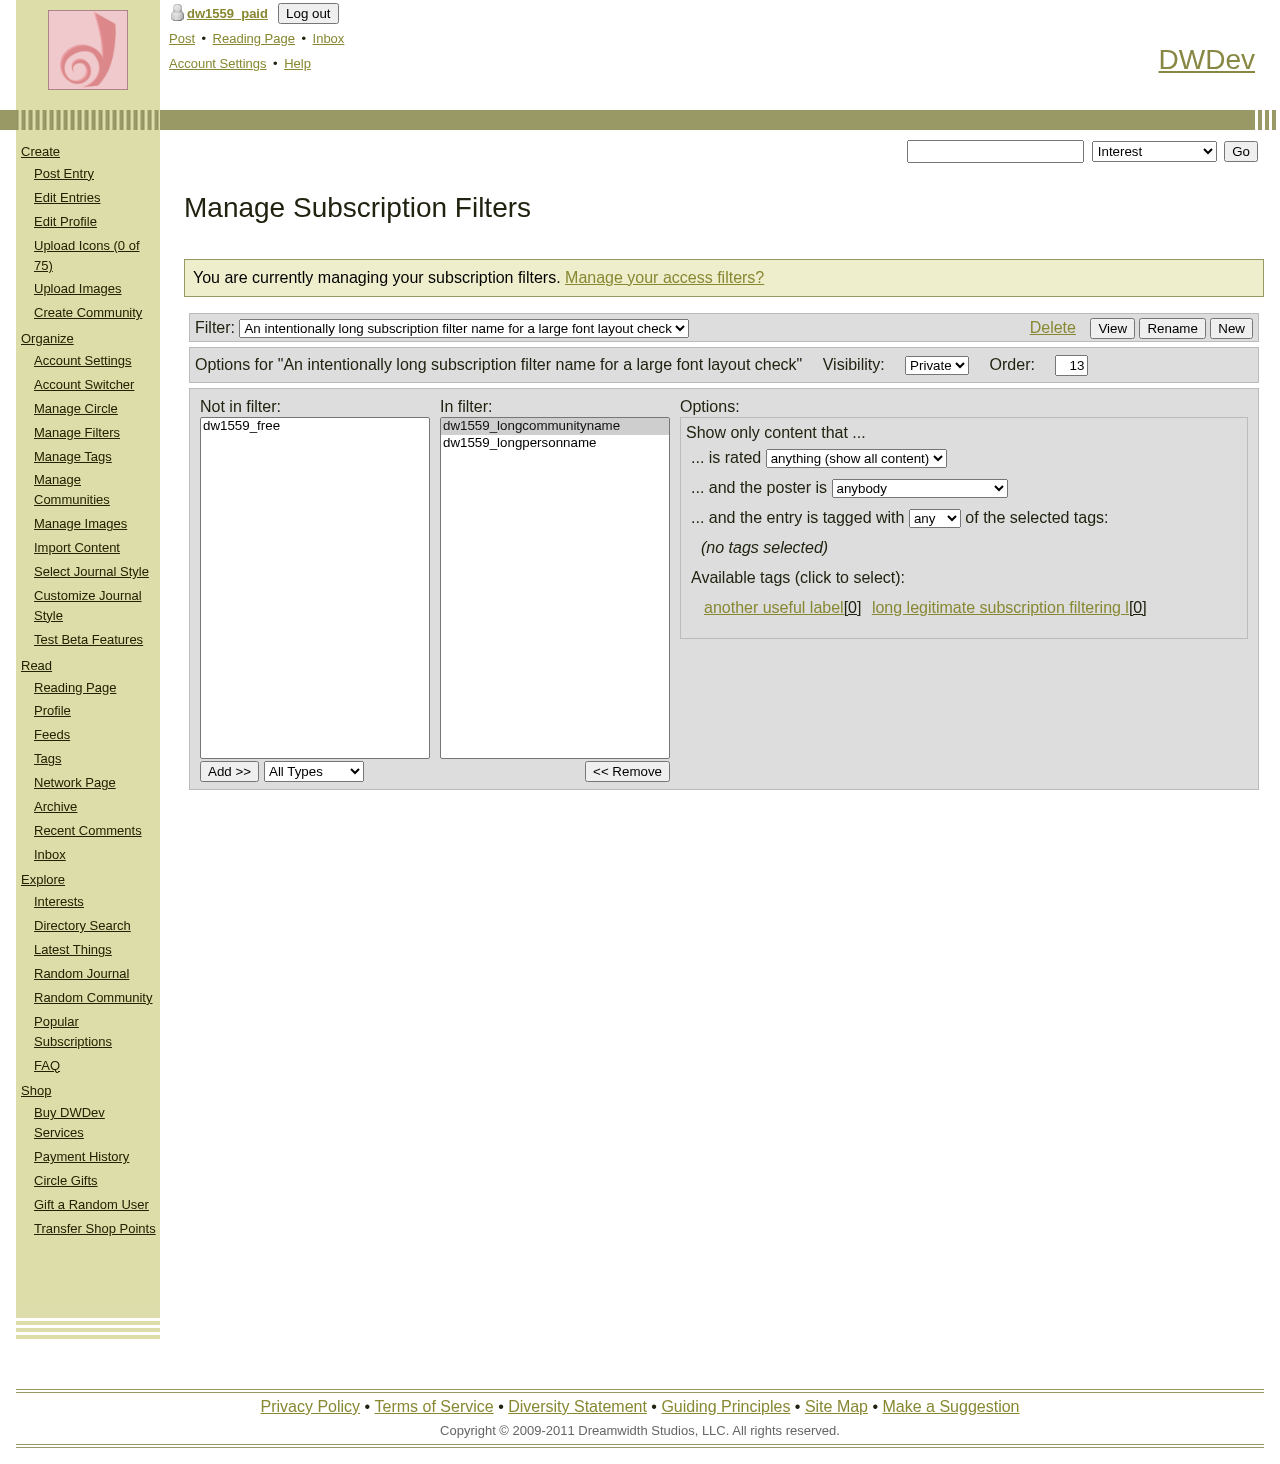 dw1559_paid Log out
Post • Reading Page • Inbox
Account Settings • Help
DWDev
Interest Go
Create
Post Entry
Edit Entries
Edit Profile
Upload Icons (0 of
75)
Upload Images
Create Community
Organize
Account Settings
Account Switcher
Manage Circle
Manage Filters
Manage Tags
Manage
Communities
Manage Images
Import Content
Select Journal Style
Customize Journal
Style
Test Beta Features
Read
Reading Page
Profile
Feeds
Tags
Network Page
Archive
Recent Comments
Inbox
Explore
Interests
Directory Search
Latest Things
Random Journal
Random Community
Popular
Subscriptions
FAQ
Shop
Buy DWDev
Services
Payment History
Circle Gifts
Gift a Random User
Transfer Shop Points
Manage Subscription Filters
You are currently managing your subscription filters. Manage your access filters?
Filter: An intentionally long subscription filter name for a large font layout check Delete View Rename New
Options for "An intentionally long subscription filter name for a large font layout check" Visibility: Private Order: 13
Not in filter:
dw1559_free
Add >> All Types
In filter:
dw1559_longcommunityname
dw1559_longpersonname
<< Remove
Options:
Show only content that ...
... is rated anything (show all content)
... and the poster is anybody
... and the entry is tagged with any of the selected tags:
(no tags selected)
Available tags (click to select):
another useful label[0] long legitimate subscription filtering l[0]
Privacy Policy • Terms of Service • Diversity Statement • Guiding Principles • Site Map • Make a Suggestion
Copyright © 2009-2011 Dreamwidth Studios, LLC. All rights reserved.